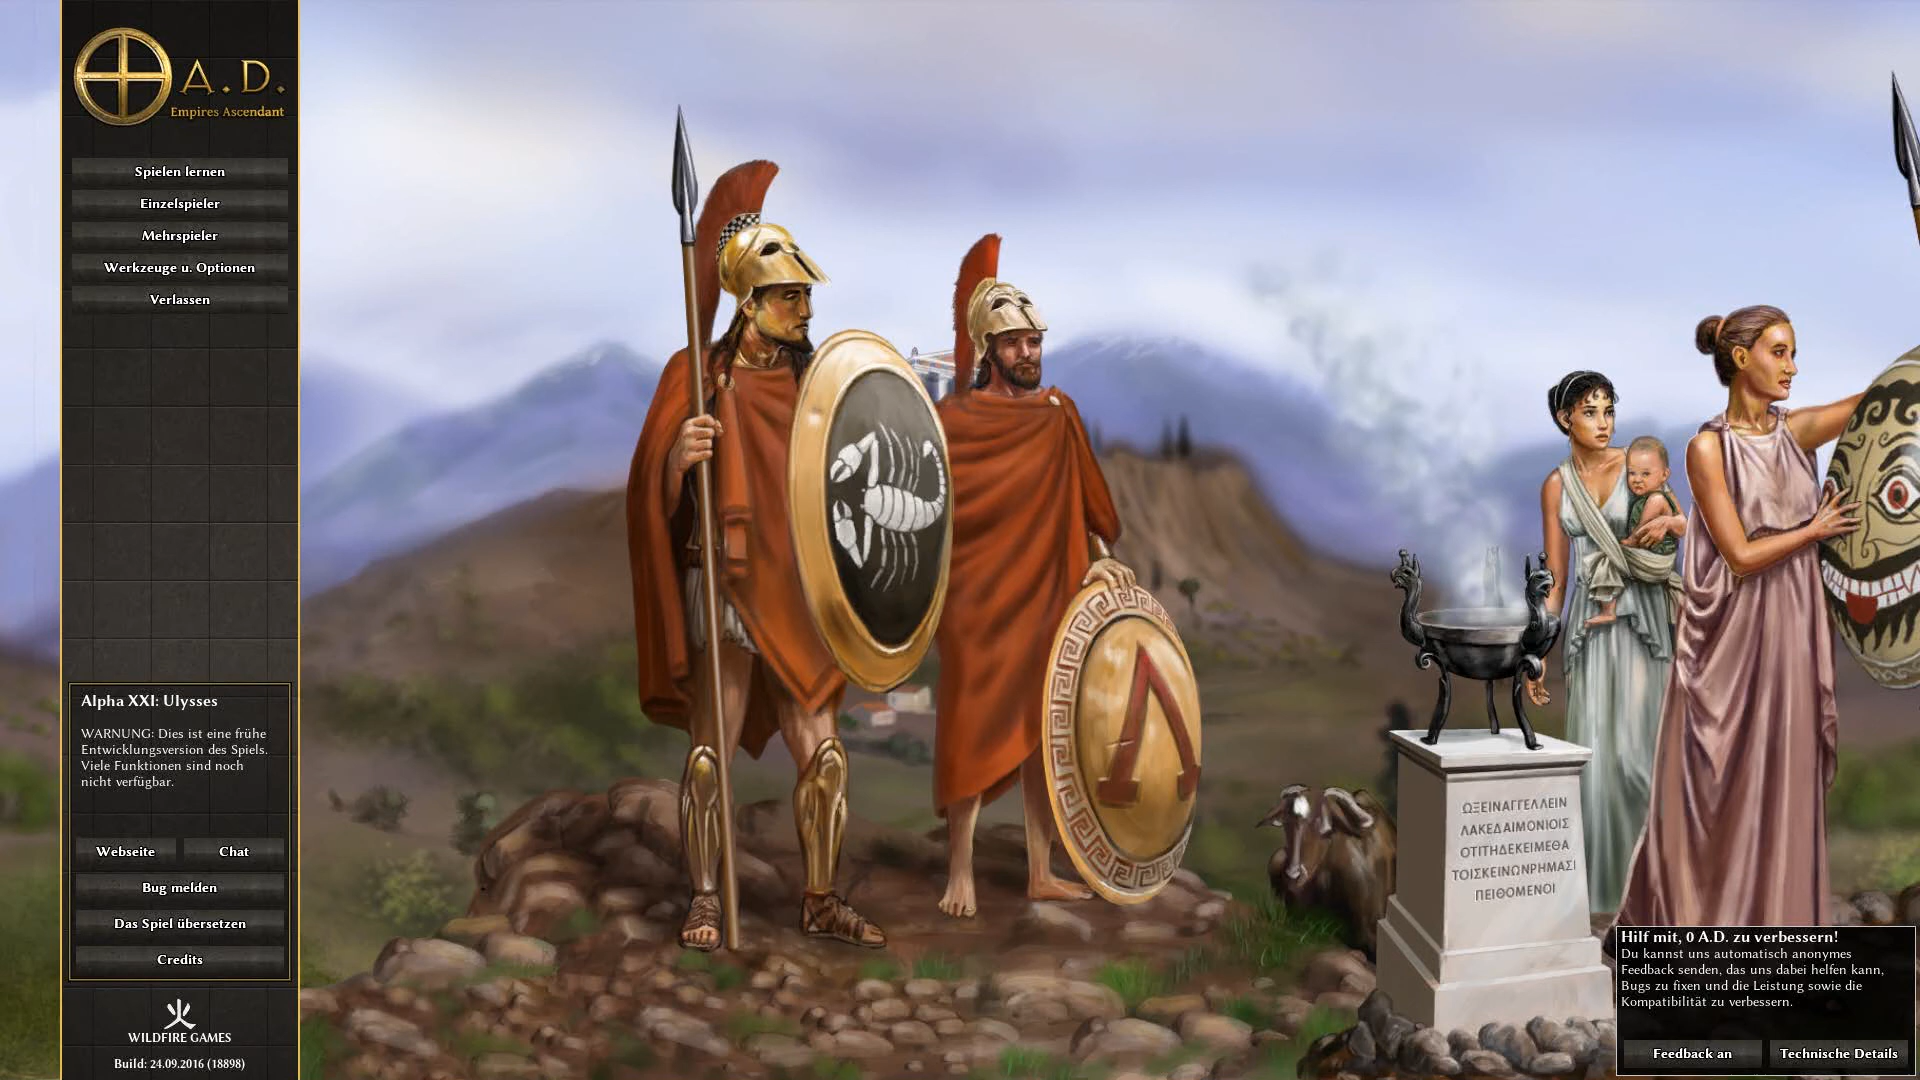 0 A.D.
Empires Ascendant
Spielen lernen
Einzelspieler
Mehrspieler
Werkzeuge u. Optionen
Verlassen
Alpha XXI: Ulysses
WARNUNG: Dies ist eine frühe
Entwicklungsversion des Spiels.
Viele Funktionen sind noch
nicht verfügbar.
Webseite
Chat
Bug melden
Das Spiel übersetzen
Credits
火
WILDFIRE GAMES
Build: 24.09.2016 (18898)
Λ
ΩΞΕΙΝΑΓΓΕΛΛΕΙΝ
ΛΑΚΕΔΑΙΜΟΝΙΟΙΣ
ΟΤΙΤΗΔΕΚΕΙΜΕΘΑ
ΤΟΙΣΚΕΙΝΩΝΡΗΜΑΣΙ
ΠΕΙΘΟΜΕΝΟΙ
Hilf mit, 0 A.D. zu verbessern!
Du kannst uns automatisch anonymes
Feedback senden, das uns dabei helfen kann,
Bugs zu fixen und die Leistung sowie die
Kompatibilität zu verbessern.
Feedback an
Technische Details